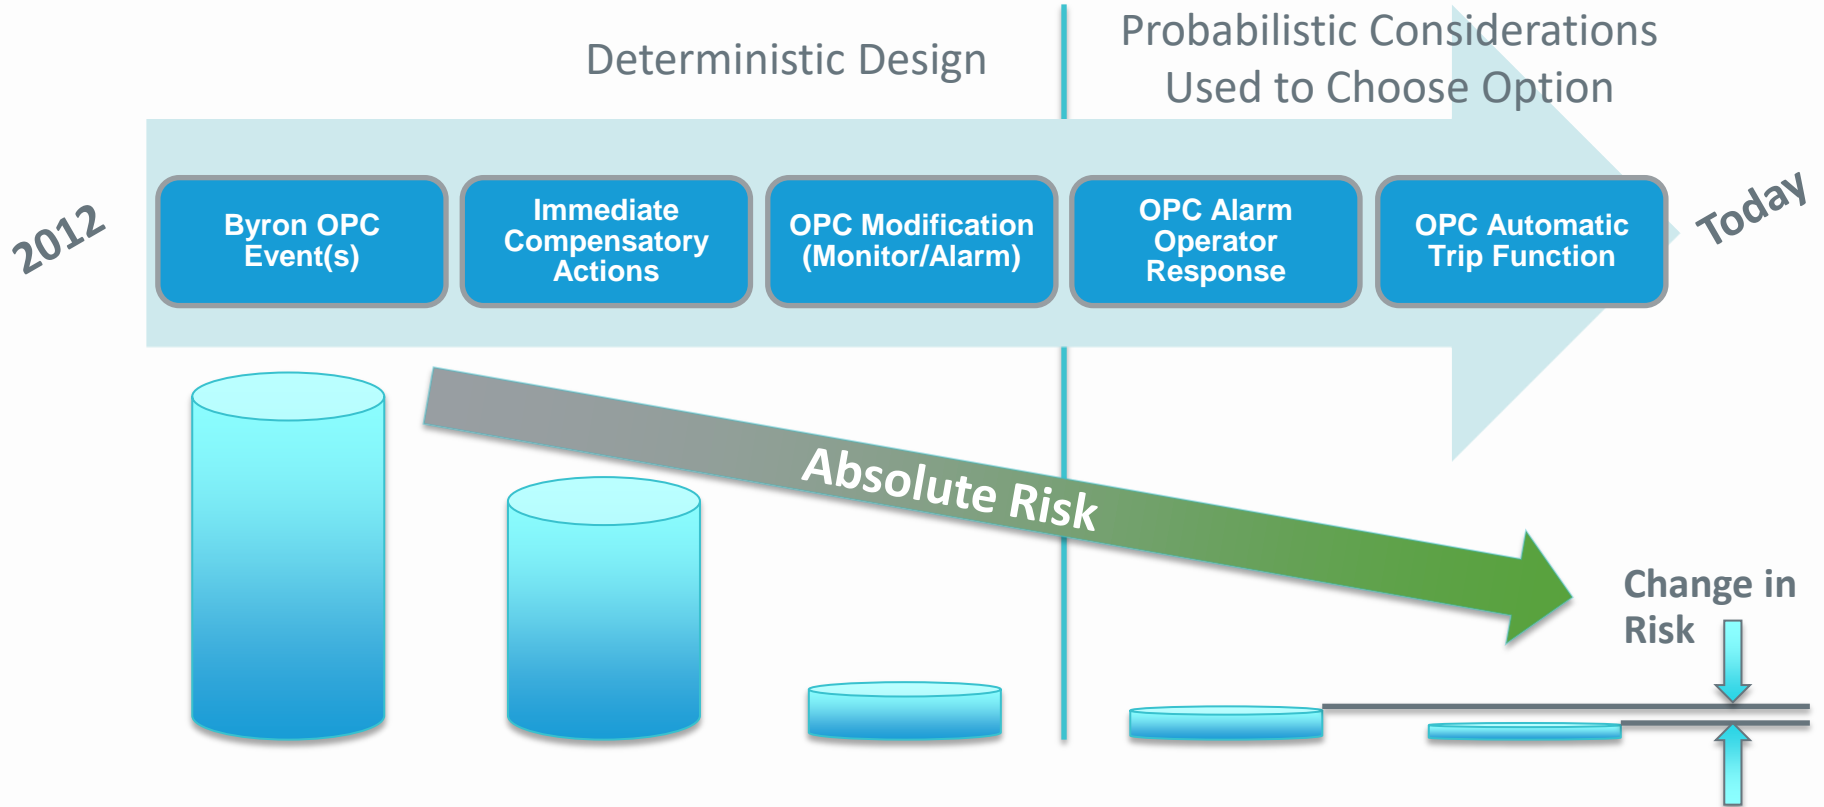 Deterministic Design
Probabilistic Considerations
Used to Choose Option
2012
Byron OPC
Event(s)
Immediate
Compensatory
Actions
OPC Modification
(Monitor/Alarm)
OPC Alarm
Operator
Response
OPC Automatic
Trip Function
Today
Absolute Risk
Change in
Risk